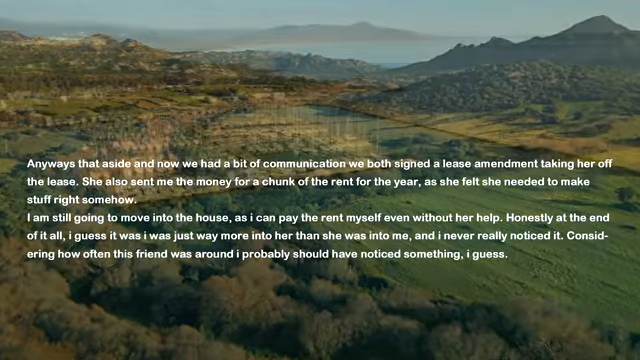 Anyways that aside and now we had a bit of communication we both signed a lease amendment taking her off
the lease. She also sent me the money for a chunk of the rent for the year, as she felt she needed to make
stuff right somehow.
I am still going to move into the house, as i can pay the rent myself even without her help. Honestly at the end
of it all, i guess it was i was just way more into her than she was into me, and i never really noticed it. Consid-
ering how often this friend was around i probably should have noticed something, i guess.